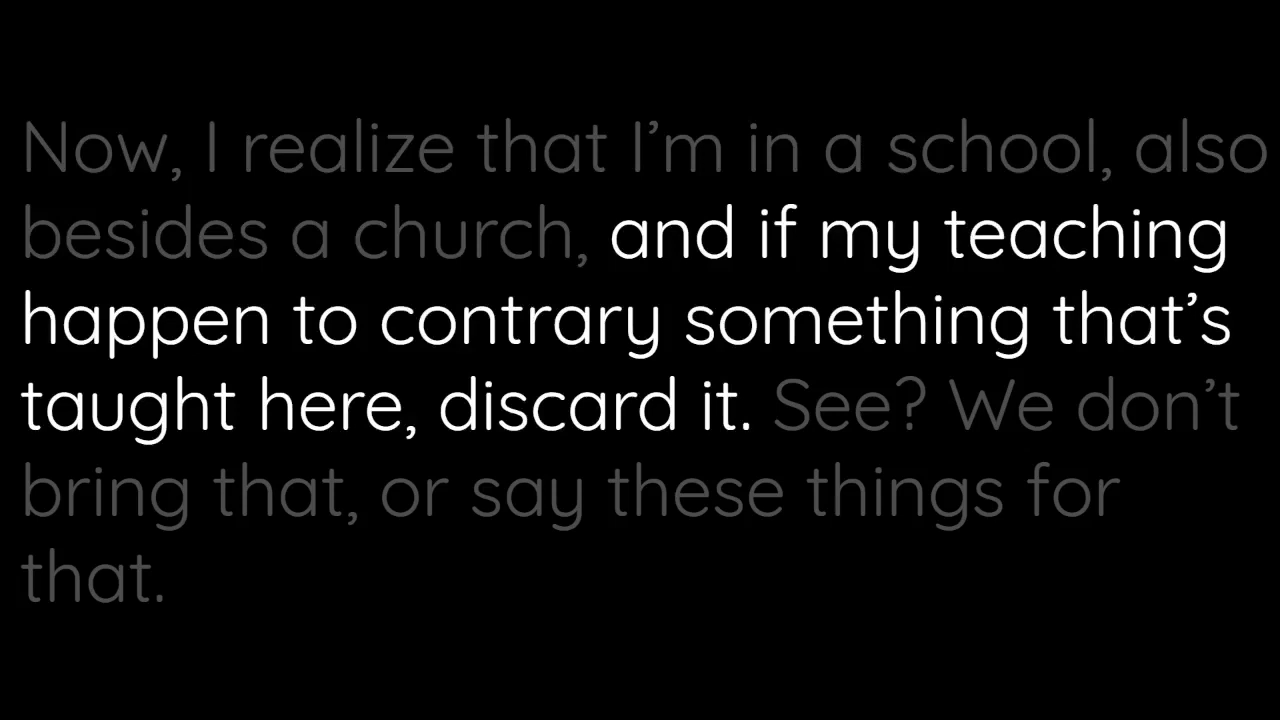 Now, I realize that I’m in a school, also
besides a church, and if my teaching
happen to contrary something that’s
taught here, discard it. See? We don’t
bring that, or say these things for
that.